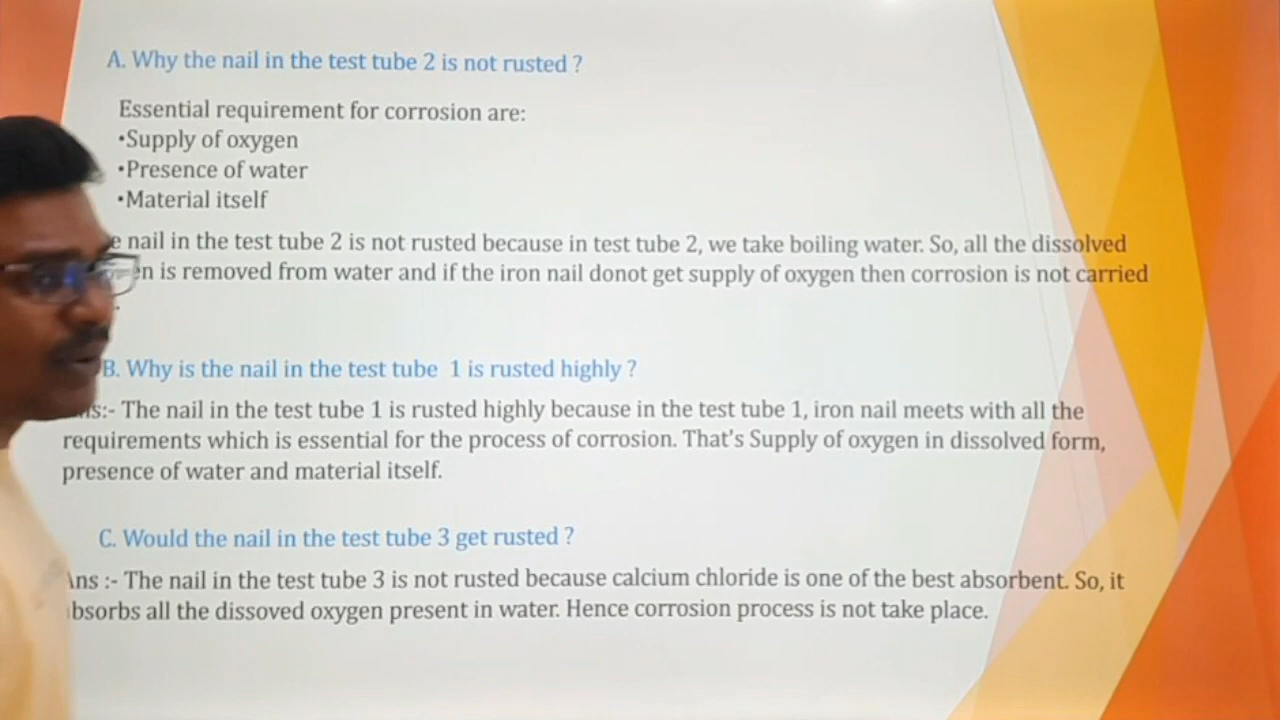 A. Why the nail in the test tube 2 is not rusted ?
Essential requirement for corrosion are:
•Supply of oxygen
•Presence of water
•Material itself
nail in the test tube 2 is not rusted because in test tube 2, we take boiling water. So, all the dissolved
is removed from water and if the iron nail donot get supply of oxygen then corrosion is not carried
B. Why is the nail in the test tube 1 is rusted highly ?
:- The nail in the test tube 1 is rusted highly because in the test tube 1, iron nail meets with all the
requirements which is essential for the process of corrosion. That's Supply of oxygen in dissolved form,
presence of water and material itself.
C. Would the nail in the test tube 3 get rusted ?
Ans :- The nail in the test tube 3 is not rusted because calcium chloride is one of the best absorbent. So, it
bsorbs all the dissoved oxygen present in water. Hence corrosion process is not take place.